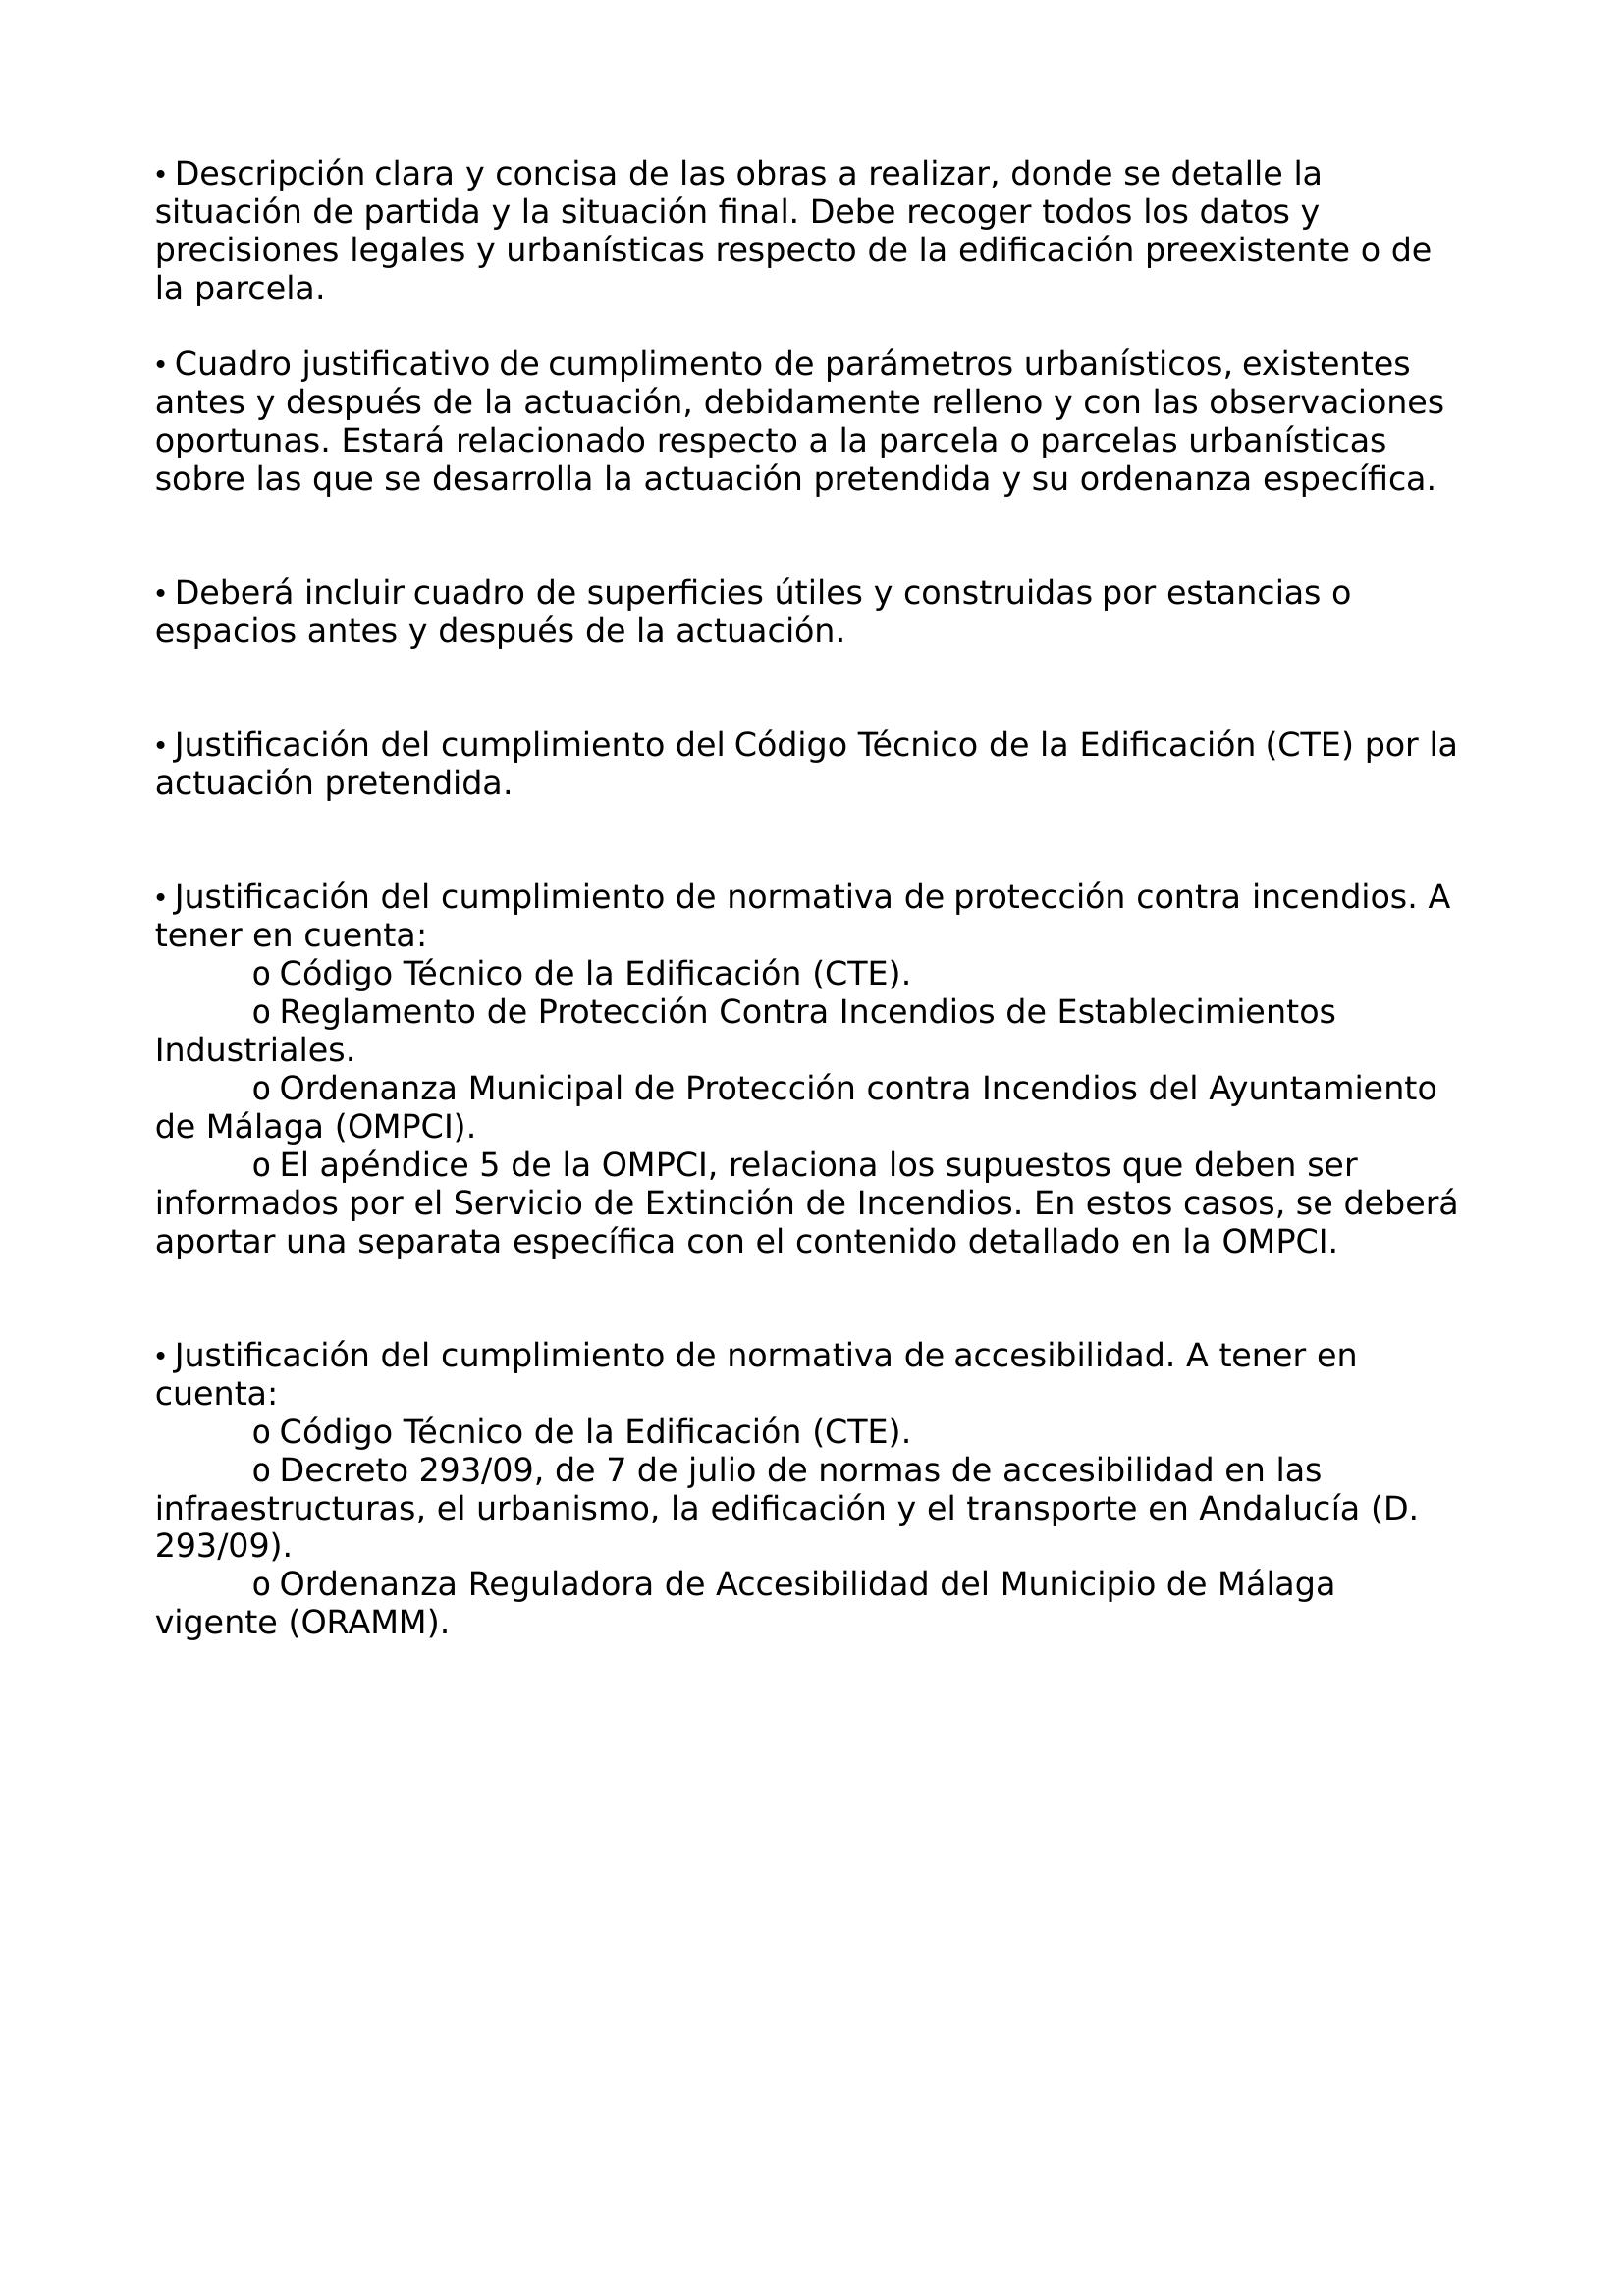 • Descripción clara y concisa de las obras a realizar, donde se detalle la
situación de partida y la situación final. Debe recoger todos los datos y
precisiones legales y urbanísticas respecto de la edificación preexistente o de
la parcela.
• Cuadro justificativo de cumplimento de parámetros urbanísticos, existentes
antes y después de la actuación, debidamente relleno y con las observaciones
oportunas. Estará relacionado respecto a la parcela o parcelas urbanísticas
sobre las que se desarrolla la actuación pretendida y su ordenanza específica.
• Deberá incluir cuadro de superficies útiles y construidas por estancias o
espacios antes y después de la actuación.
• Justificación del cumplimiento del Código Técnico de la Edificación (CTE) por la
actuación pretendida.
• Justificación del cumplimiento de normativa de protección contra incendios. A
tener en cuenta:
o Código Técnico de la Edificación (CTE).
o Reglamento de Protección Contra Incendios de Establecimientos
Industriales.
o Ordenanza Municipal de Protección contra Incendios del Ayuntamiento
de Málaga (OMPCI).
o El apéndice 5 de la OMPCI, relaciona los supuestos que deben ser
informados por el Servicio de Extinción de Incendios. En estos casos, se deberá
aportar una separata específica con el contenido detallado en la OMPCI.
• Justificación del cumplimiento de normativa de accesibilidad. A tener en
cuenta:
o Código Técnico de la Edificación (CTE).
o Decreto 293/09, de 7 de julio de normas de accesibilidad en las
infraestructuras, el urbanismo, la edificación y el transporte en Andalucía (D.
293/09).
o Ordenanza Reguladora de Accesibilidad del Municipio de Málaga
vigente (ORAMM).